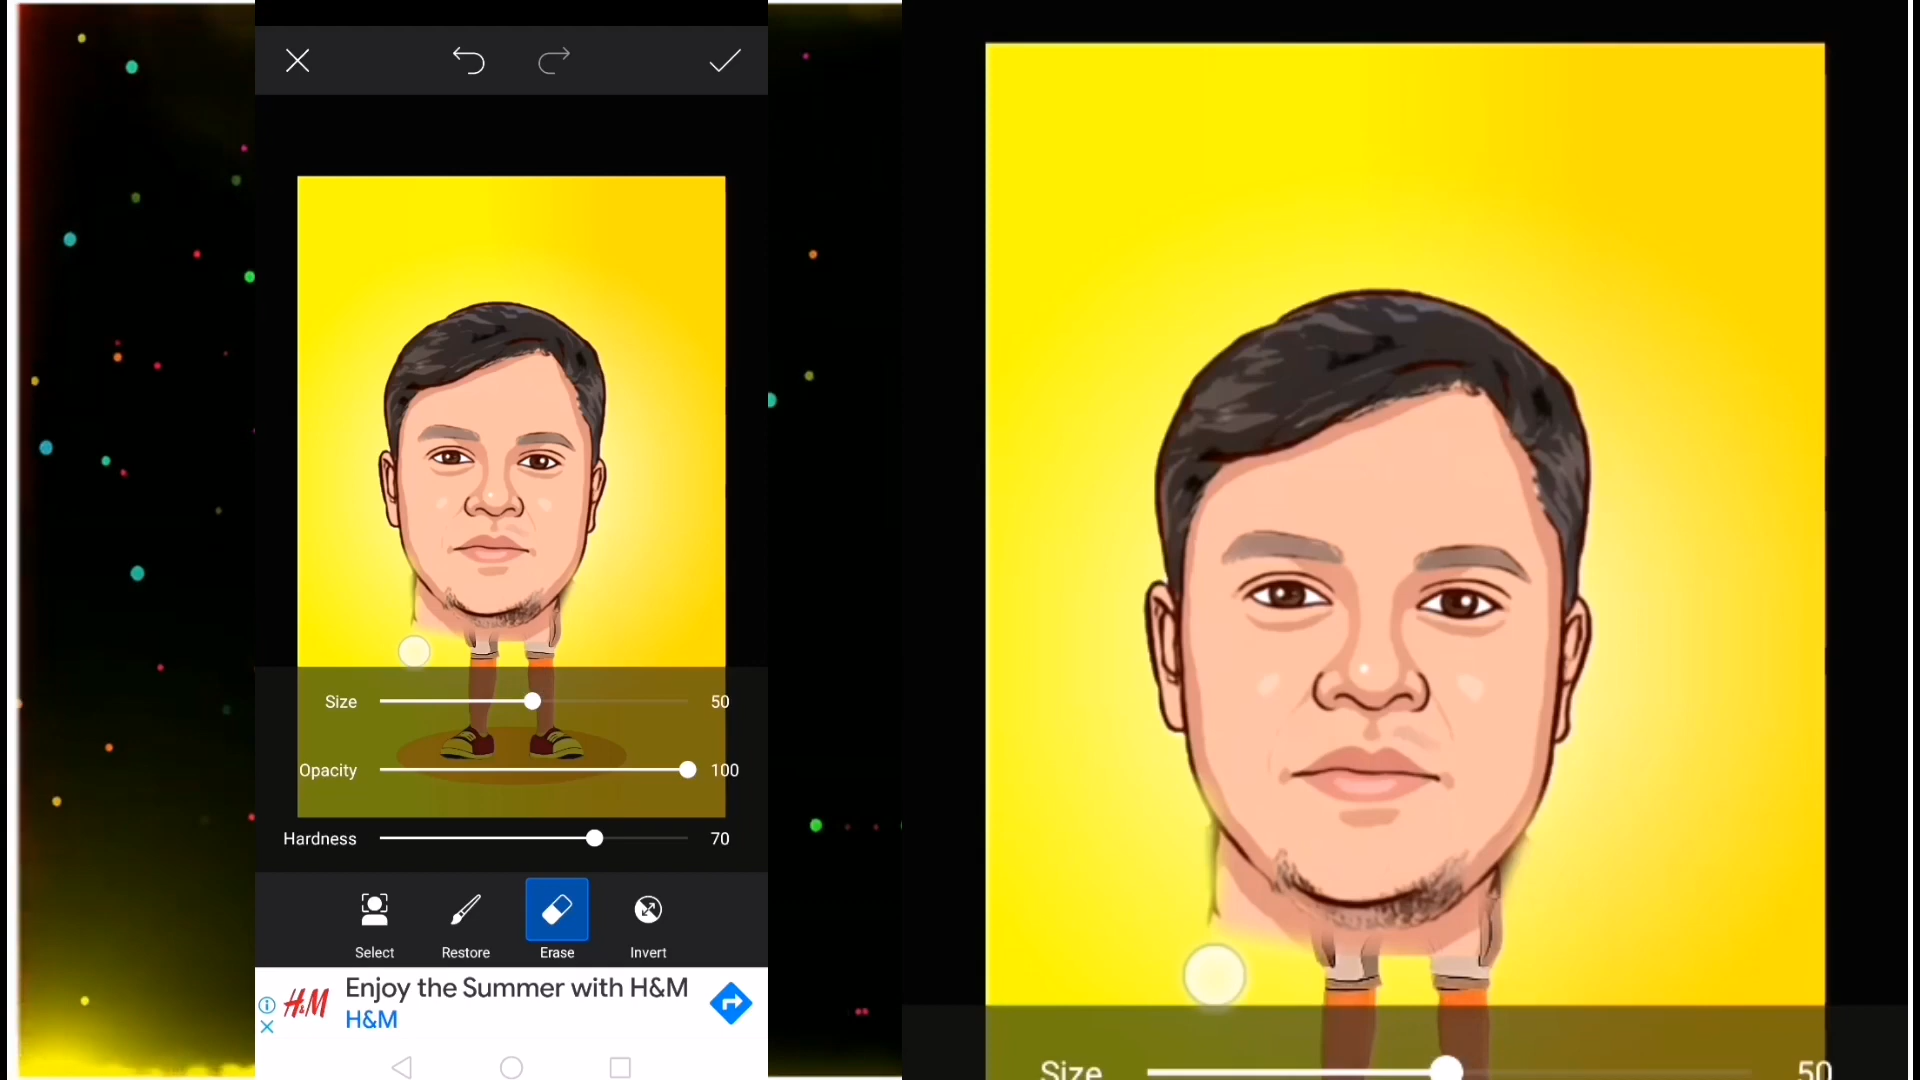 Size 50
Opacity 100
Hardness 70
Select Restore Erase Invert
H&M
Enjoy the Summer with H&M
H&M
Size 50